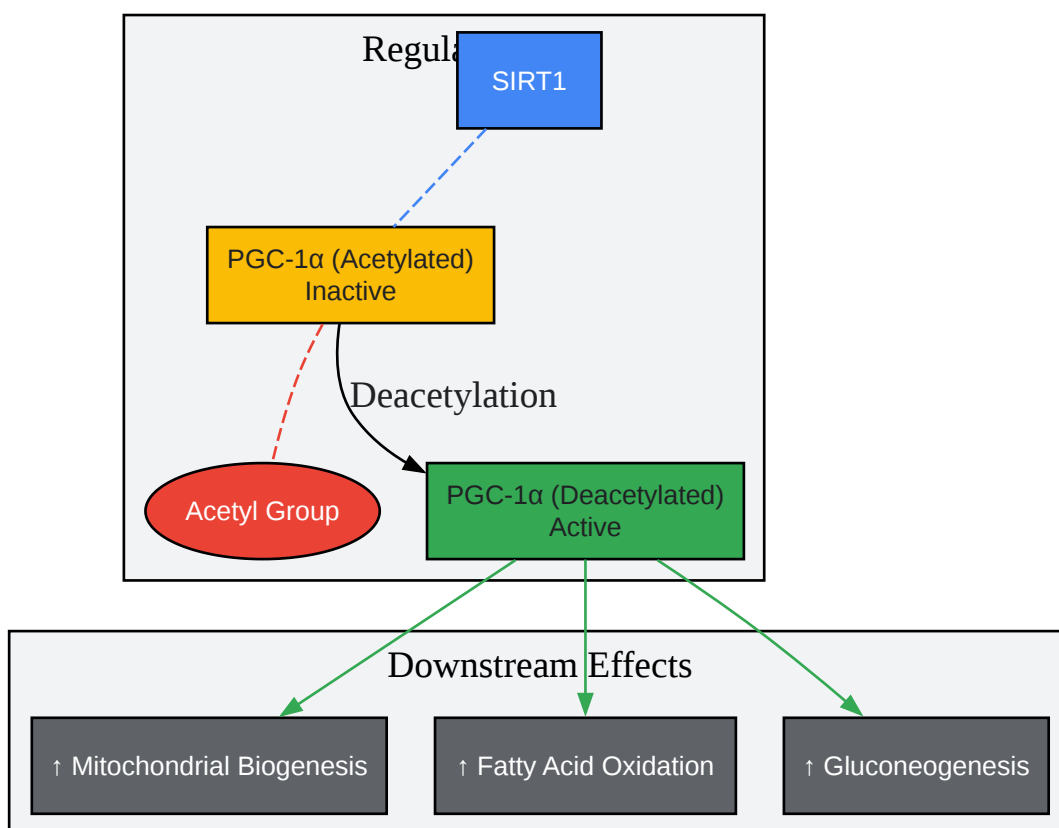 Regula
SIRT1
PGC-1α (Acetylated)
Inactive
Deacetylation
Acetyl Group
PGC-1α (Deacetylated)
Active
Downstream Effects
↑ Mitochondrial Biogenesis
↑ Fatty Acid Oxidation
↑ Gluconeogenesis